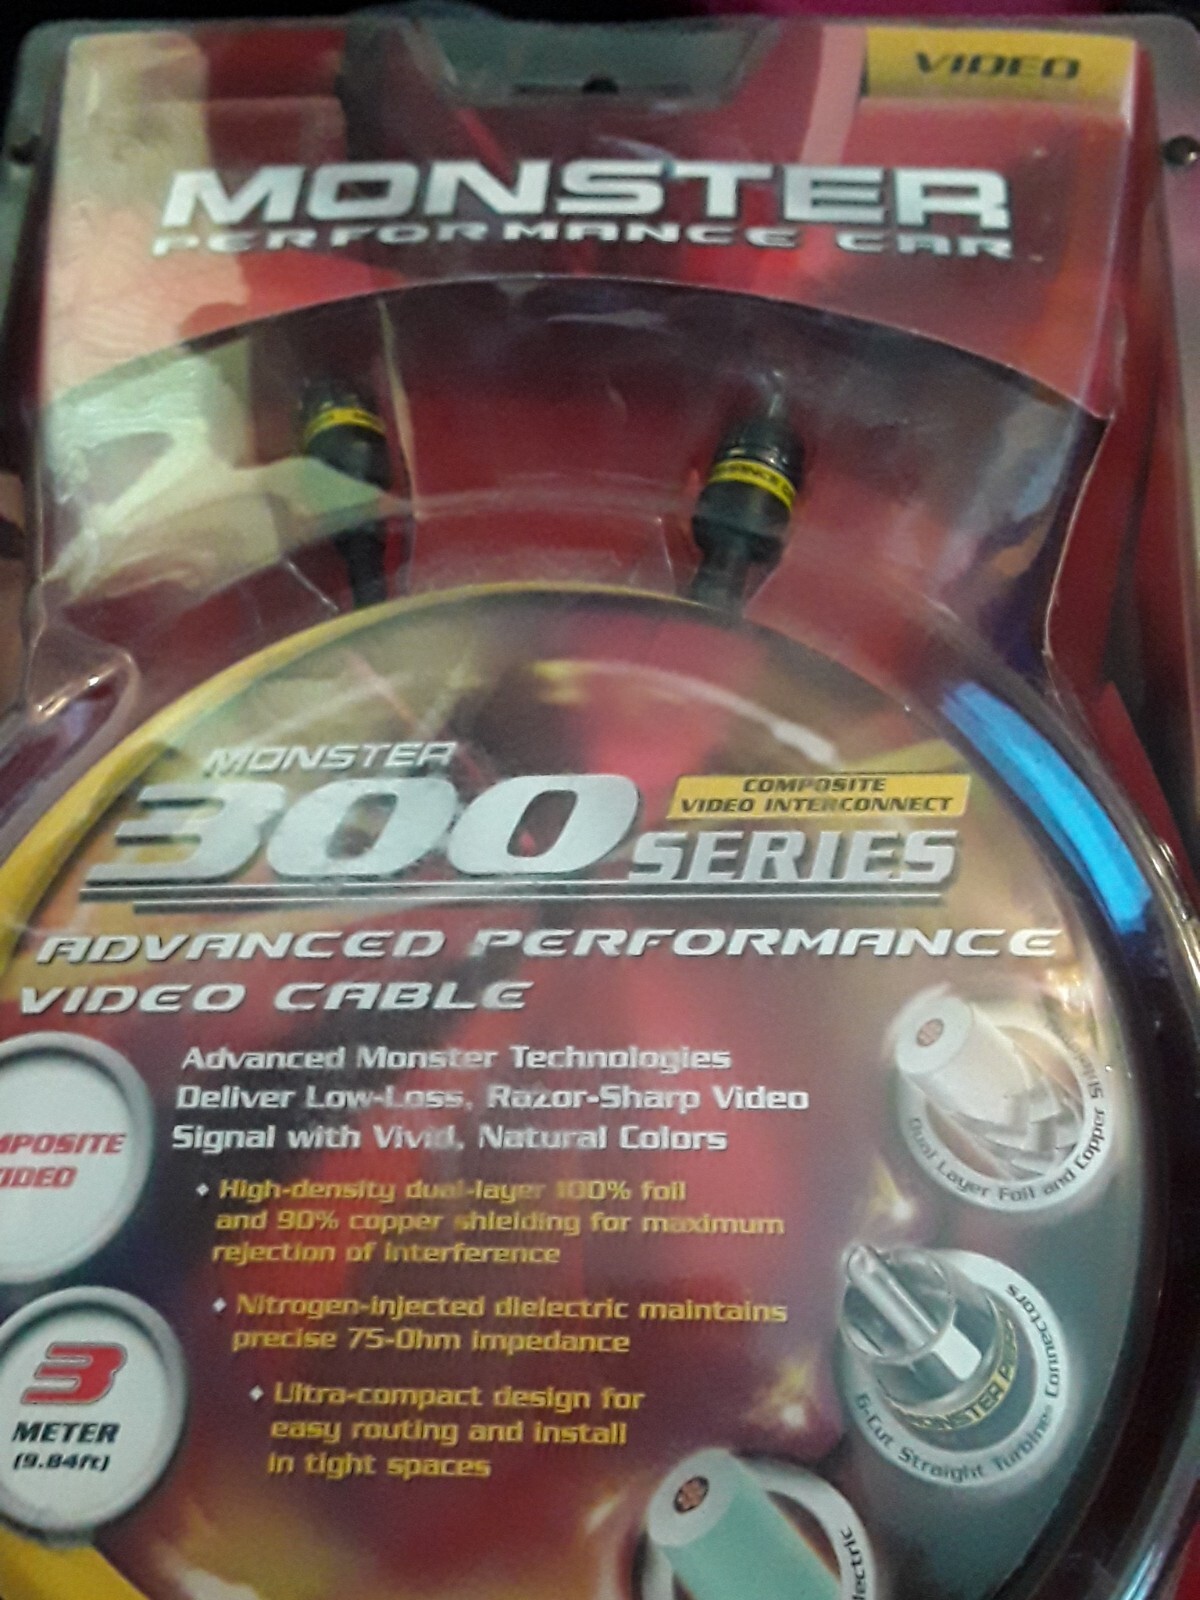 VIDEO
MONSTER
PERFORMANCE CAR
MONSTER
300 SERIES
COMPOSITE
VIDEO INTERCONNECT
ADVANCED PERFORMANCE
VIDEO CABLE
Advanced Monster Technologies
Deliver Low-Loss, Razor-Sharp Video
Signal with Vivid, Natural Colors
MPOSITE
IDEO
• High-density dual-layer 100% foil
and 90% copper shielding for maximum
rejection of interference
• Nitrogen-injected dielectric maintains
precise 75-Ohm impedance
• Ultra-compact design for
easy routing and install
in tight spaces
3
METER
(9.84ft)
Dual Layer Foil and Copper
6-Cut Straight Turbine Connectors
MONSTER
lectric